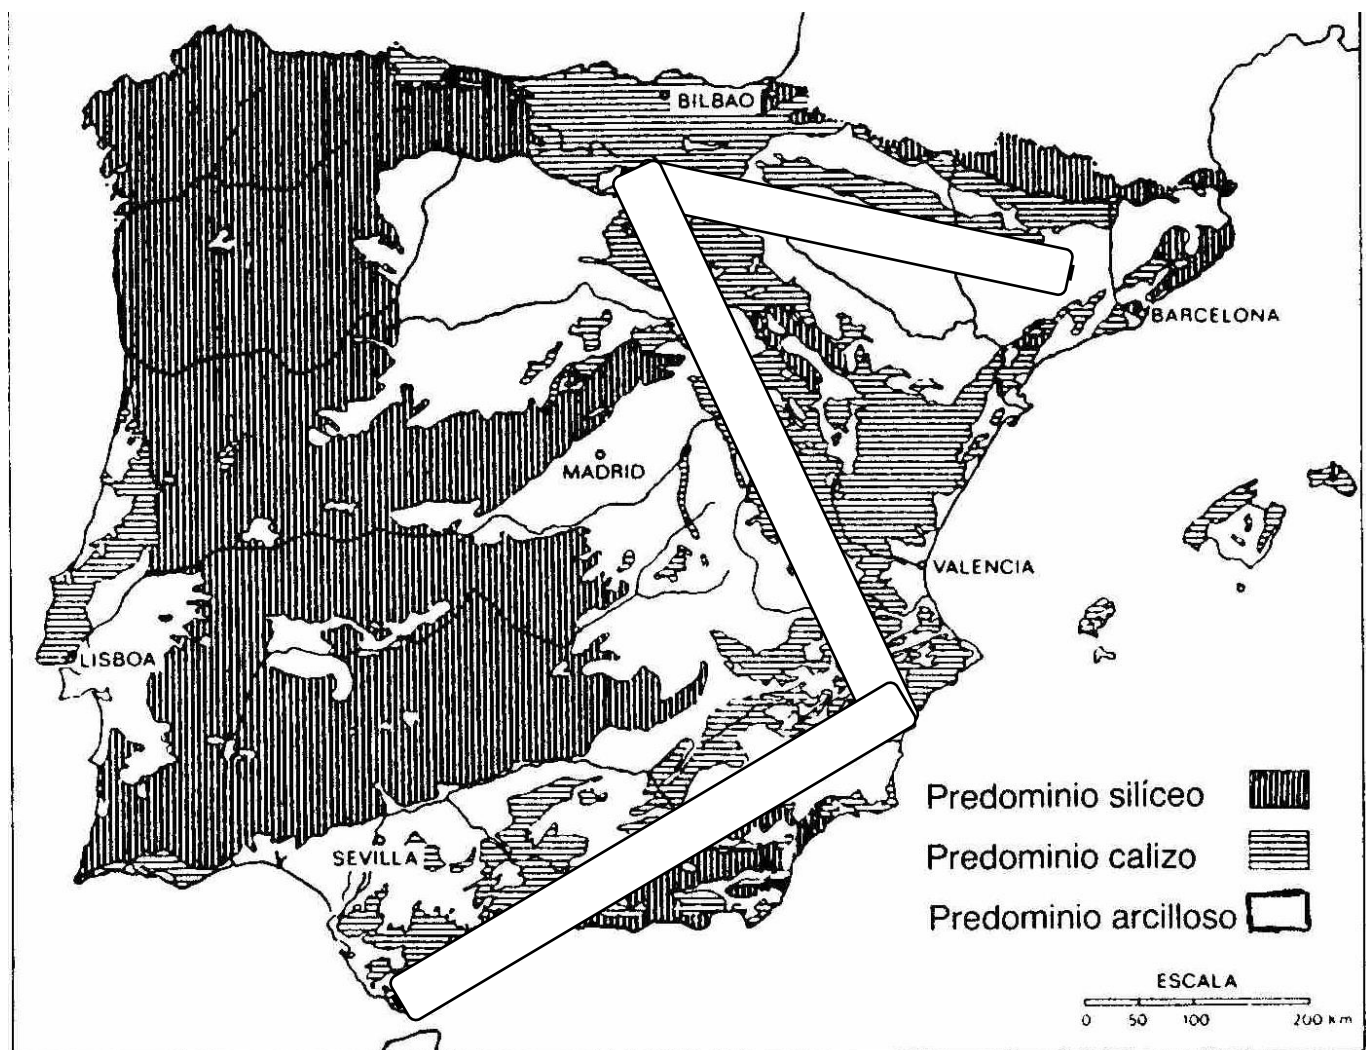 BILBAO
BARCELONA
MADRID
VALENCIA
LISBOA
Predominio silíceo
Predominio calizo
SEVILLA
Predominio arcilloso
ESCALA
0 50 100 200 km